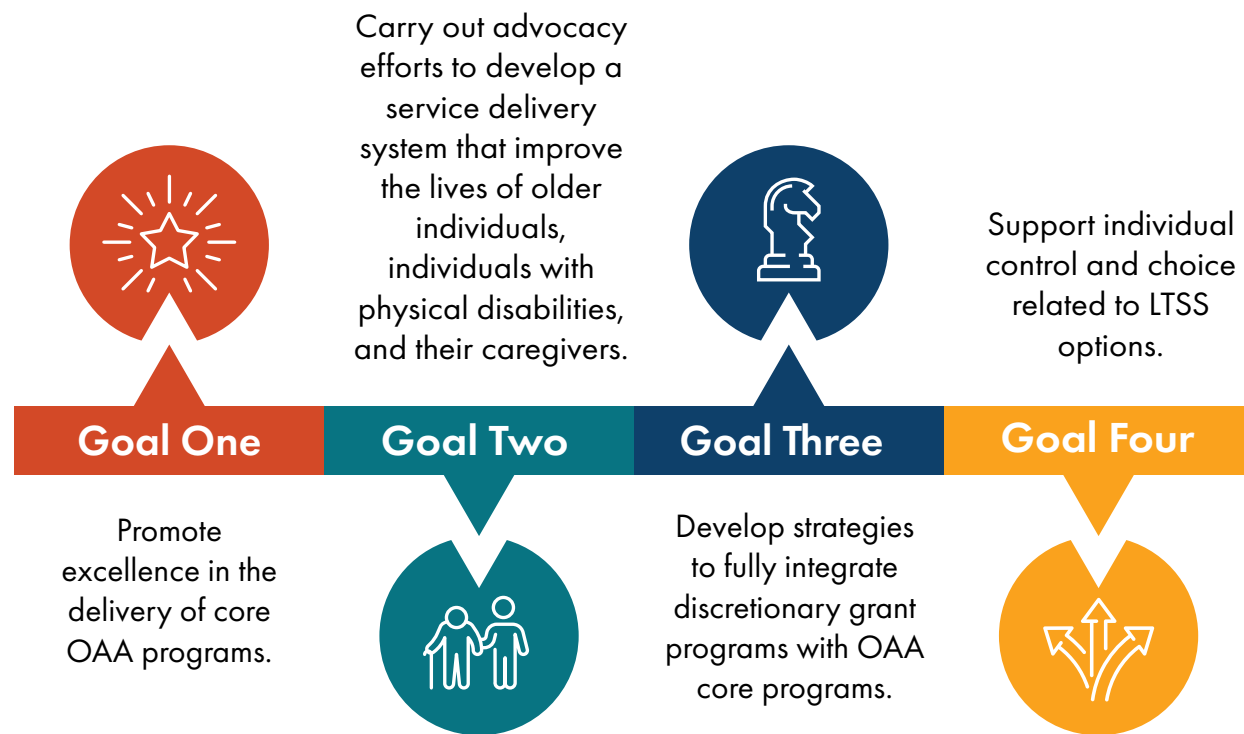 Goal One
Promote
excellence in the
delivery of core
OAA programs.
Carry out advocacy
efforts to develop a
service delivery
system that improve
the lives of older
individuals,
individuals with
physical disabilities,
and their caregivers.
Goal Two
Goal Three
Develop strategies
to fully integrate
discretionary grant
programs with OAA
core programs.
Support individual
control and choice
related to LTSS
options.
Goal Four